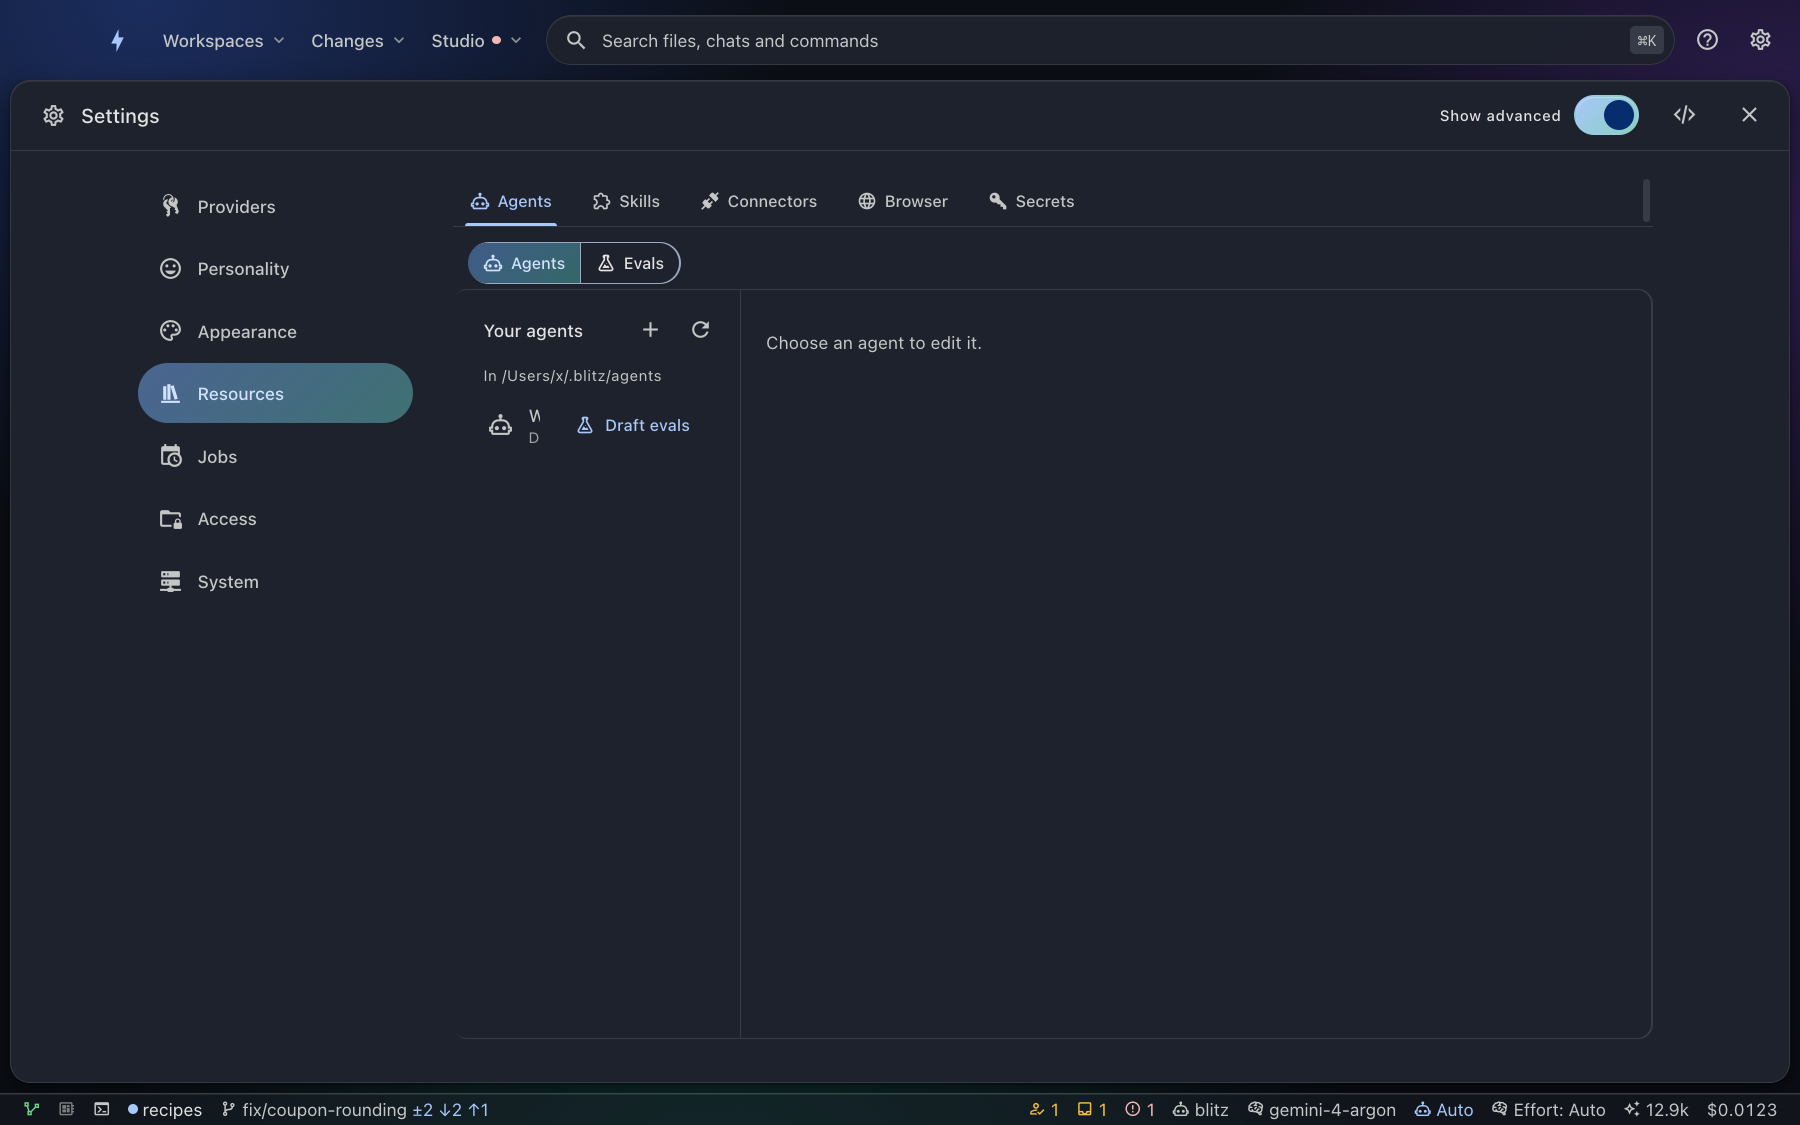 Workspaces Changes Studio Search files, chats and commands ⌘K
Settings Show advanced
Providers
Personality
Appearance
Resources
Jobs
Access
System
Agents Skills Connectors Browser Secrets
Agents Evals
Your agents
In /Users/x/.blitz/agents
W
D
Draft evals
Choose an agent to edit it.
recipes fix/coupon-rounding ±2 ↓2 ↑1 1 1 1 blitz gemini-4-argon Auto Effort: Auto 12.9k $0.0123